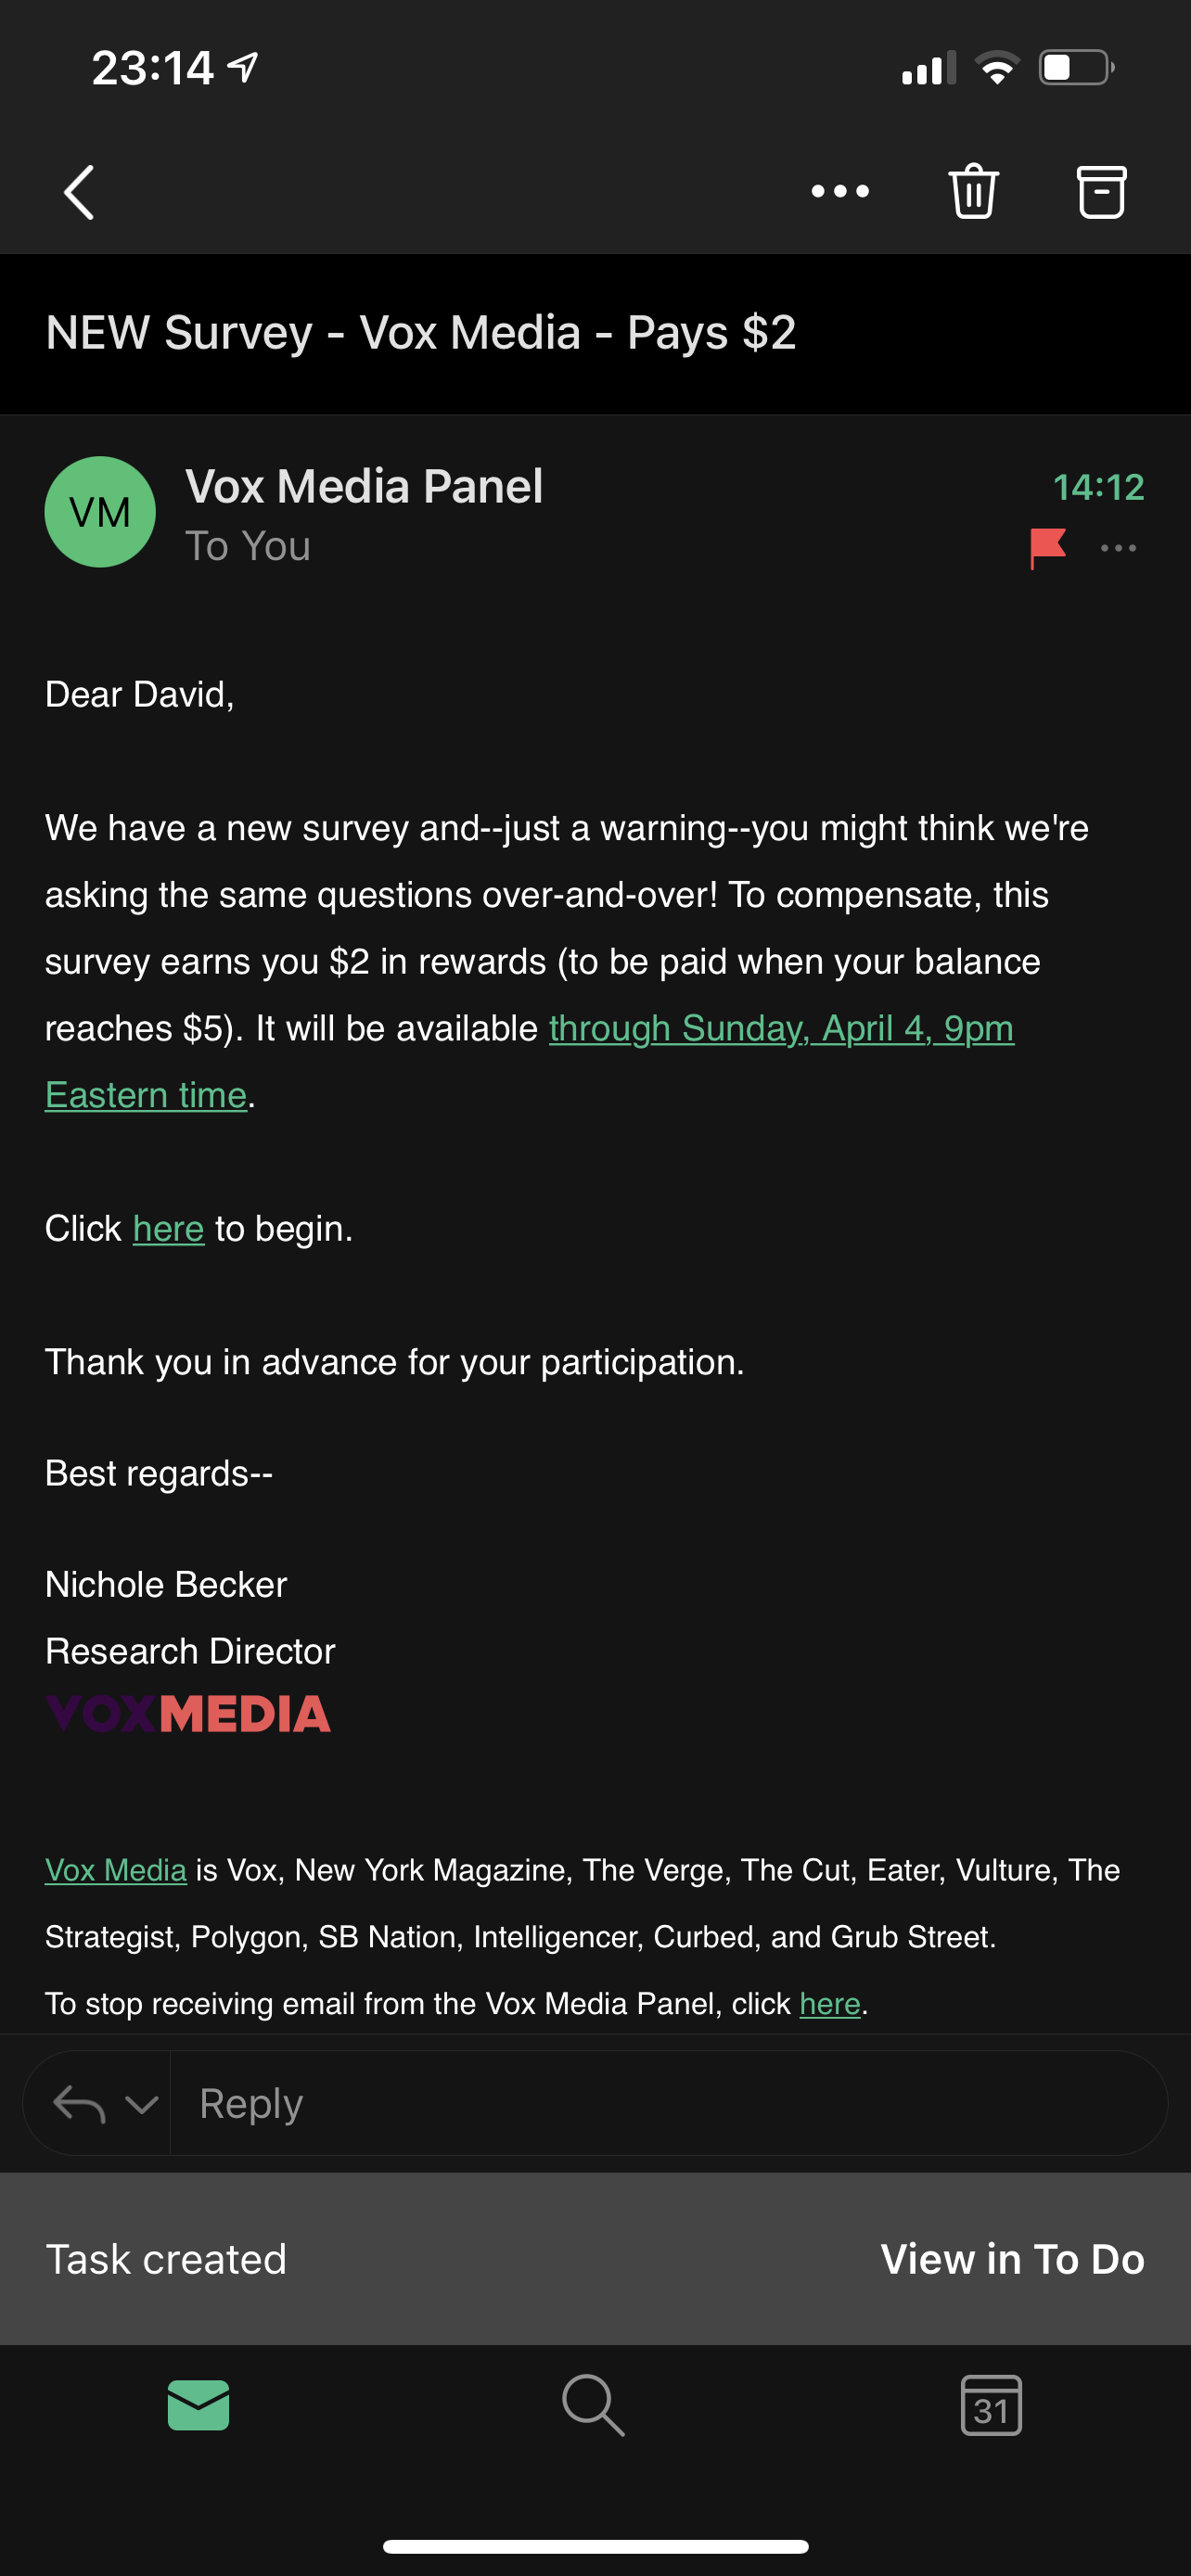 23:14
NEW Survey - Vox Media - Pays $2
VM
Vox Media Panel
14:12
To You
Dear David,
We have a new survey and--just a warning--you might think we're
asking the same questions over-and-over! To compensate, this
survey earns you $2 in rewards (to be paid when your balance
reaches $5). It will be available through Sunday, April 4, 9pm
Eastern time.
Click here to begin.
Thank you in advance for your participation.
Best regards--
Nichole Becker
Research Director
VOXMEDIA
Vox Media is Vox, New York Magazine, The Verge, The Cut, Eater, Vulture, The
Strategist, Polygon, SB Nation, Intelligencer, Curbed, and Grub Street.
To stop receiving email from the Vox Media Panel, click here.
Reply
Task created
View in To Do
31